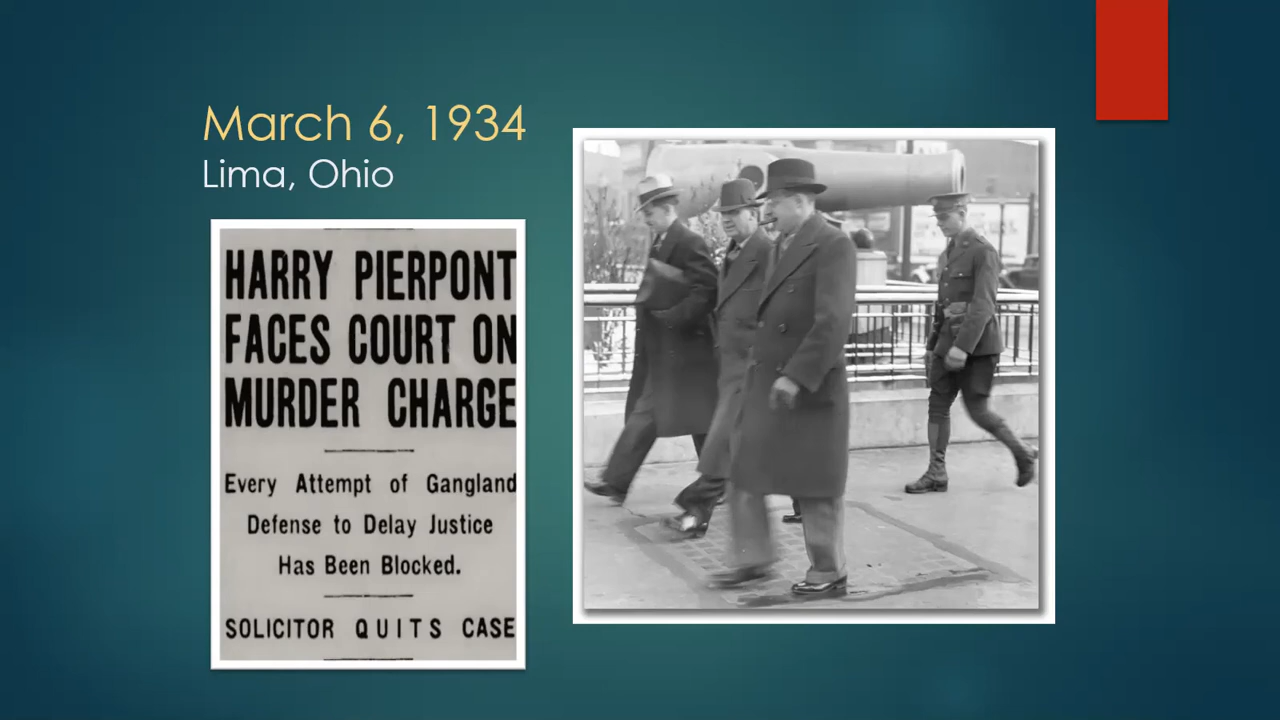 March 6, 1934
Lima, Ohio
HARRY PIERPONT
FACES COURT ON
MURDER CHARGE
Every Attempt of Gangland
Defense to Delay Justice
Has Been Blocked.
SOLICITOR QUITS CASE